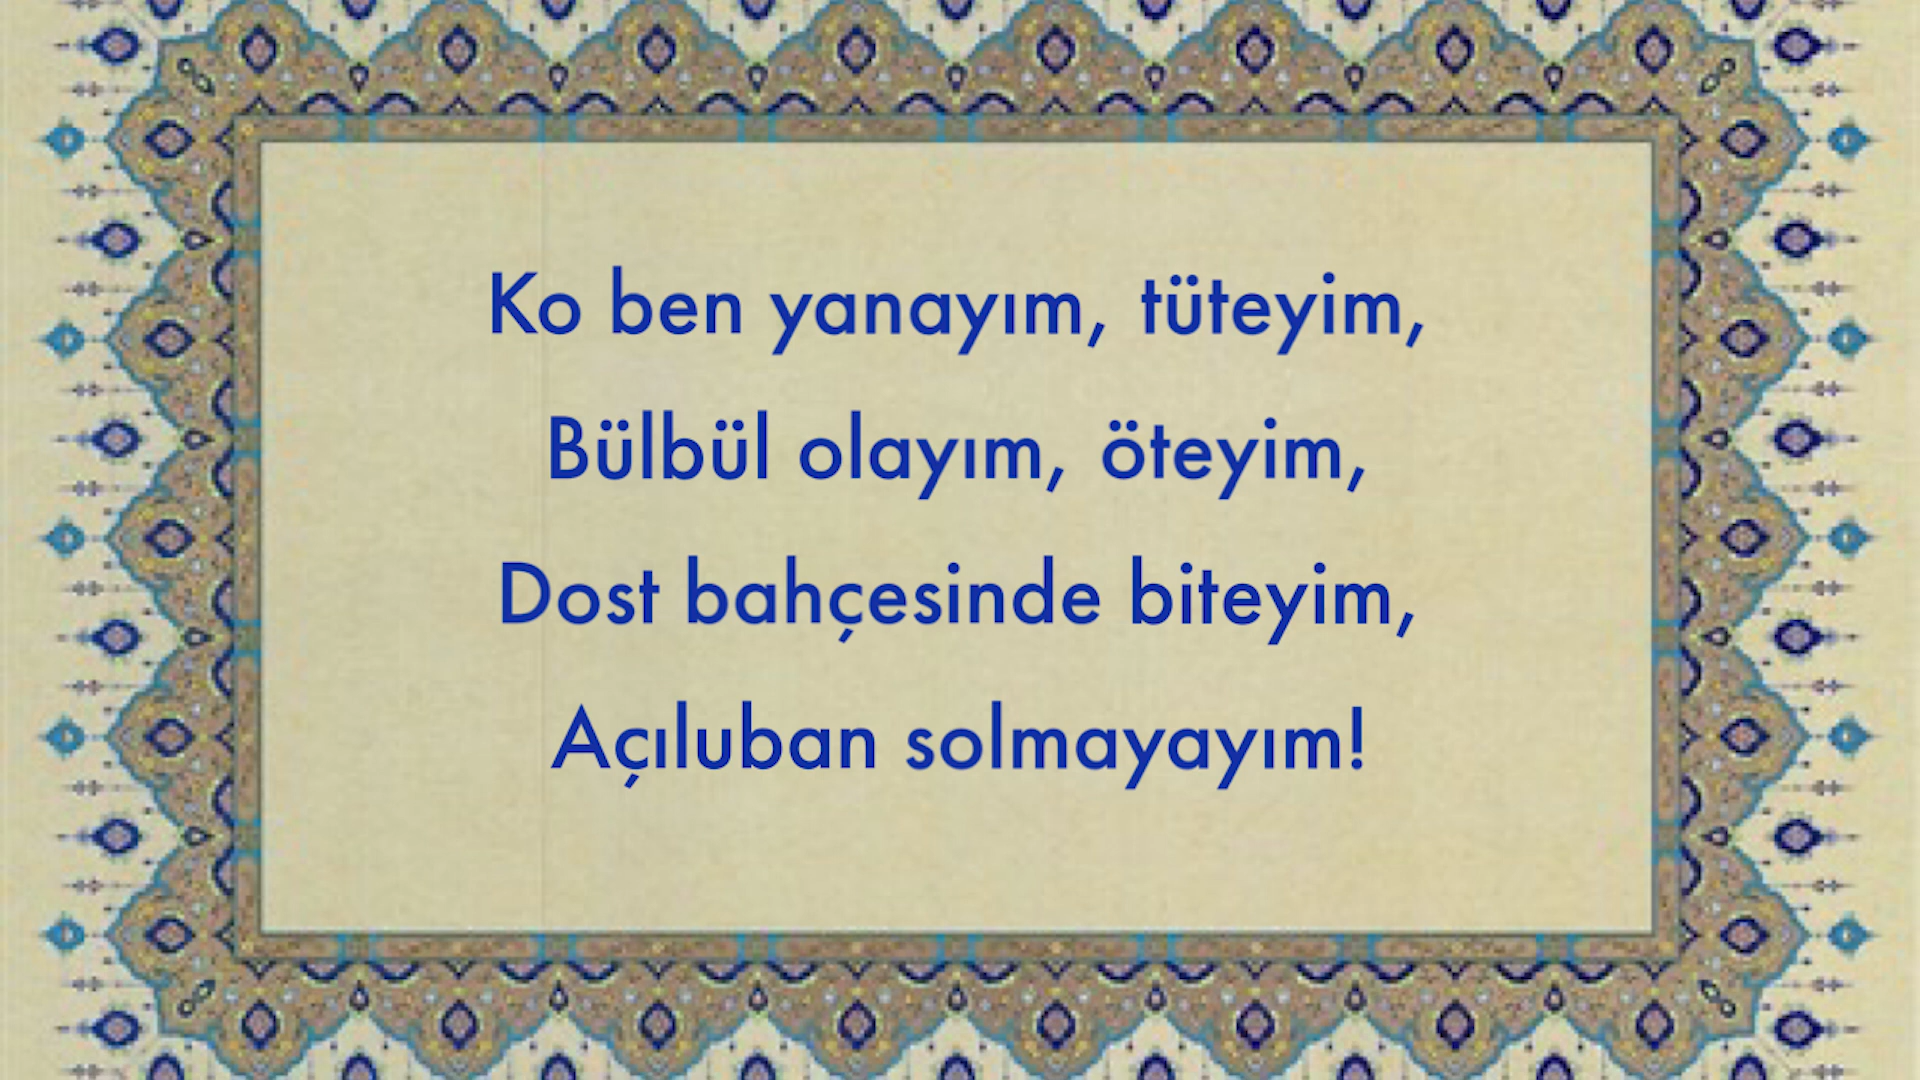 Ko ben yanayım, tüteyim,
Bülbül olayım, öteyim,
Dost bahçesinde biteyim,
Açıluban solmayayım!